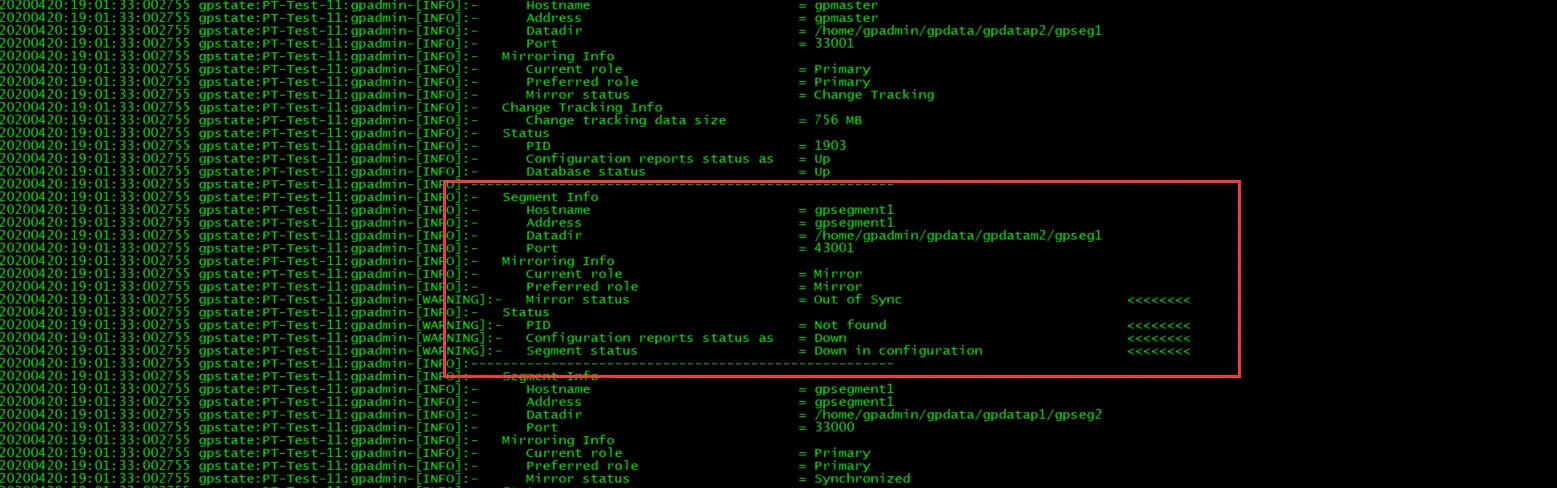 20200420:19:01:33:002755 gpstate:PT-Test-11:gpadmin-[INFO]:-      Hostname                          = gpmaster
20200420:19:01:33:002755 gpstate:PT-Test-11:gpadmin-[INFO]:-      Address                           = gpmaster
20200420:19:01:33:002755 gpstate:PT-Test-11:gpadmin-[INFO]:-      Datadir                           = /home/gpadmin/gpdata/gpdatap2/gpseg1
20200420:19:01:33:002755 gpstate:PT-Test-11:gpadmin-[INFO]:-      Port                              = 33001
20200420:19:01:33:002755 gpstate:PT-Test-11:gpadmin-[INFO]:-   Mirroring Info
20200420:19:01:33:002755 gpstate:PT-Test-11:gpadmin-[INFO]:-      Current role                      = Primary
20200420:19:01:33:002755 gpstate:PT-Test-11:gpadmin-[INFO]:-      Preferred role                    = Primary
20200420:19:01:33:002755 gpstate:PT-Test-11:gpadmin-[INFO]:-      Mirror status                     = Change Tracking
20200420:19:01:33:002755 gpstate:PT-Test-11:gpadmin-[INFO]:-   Change Tracking Info
20200420:19:01:33:002755 gpstate:PT-Test-11:gpadmin-[INFO]:-      Change tracking data size         = 756 MB
20200420:19:01:33:002755 gpstate:PT-Test-11:gpadmin-[INFO]:-   Status
20200420:19:01:33:002755 gpstate:PT-Test-11:gpadmin-[INFO]:-      PID                               = 1903
20200420:19:01:33:002755 gpstate:PT-Test-11:gpadmin-[INFO]:-      Configuration reports status as   = Up
20200420:19:01:33:002755 gpstate:PT-Test-11:gpadmin-[INFO]:-      Database status                   = Up
20200420:19:01:33:002755 gpstate:PT-Test-11:gpadmin-[INFO]:-----------------------------------------------------
20200420:19:01:33:002755 gpstate:PT-Test-11:gpadmin-[INFO]:-   Segment Info
20200420:19:01:33:002755 gpstate:PT-Test-11:gpadmin-[INFO]:-      Hostname                          = gpsegment1
20200420:19:01:33:002755 gpstate:PT-Test-11:gpadmin-[INFO]:-      Address                           = gpsegment1
20200420:19:01:33:002755 gpstate:PT-Test-11:gpadmin-[INFO]:-      Datadir                           = /home/gpadmin/gpdata/gpdatam2/gpseg1
20200420:19:01:33:002755 gpstate:PT-Test-11:gpadmin-[INFO]:-      Port                              = 43001
20200420:19:01:33:002755 gpstate:PT-Test-11:gpadmin-[INFO]:-   Mirroring Info
20200420:19:01:33:002755 gpstate:PT-Test-11:gpadmin-[INFO]:-      Current role                      = Mirror
20200420:19:01:33:002755 gpstate:PT-Test-11:gpadmin-[INFO]:-      Preferred role                    = Mirror
20200420:19:01:33:002755 gpstate:PT-Test-11:gpadmin-[WARNING]:-   Mirror status                     = Out of Sync                            <<<<<<<<
20200420:19:01:33:002755 gpstate:PT-Test-11:gpadmin-[INFO]:-   Status
20200420:19:01:33:002755 gpstate:PT-Test-11:gpadmin-[WARNING]:-   PID                               = Not found                              <<<<<<<<
20200420:19:01:33:002755 gpstate:PT-Test-11:gpadmin-[WARNING]:-   Configuration reports status as   = Down                                   <<<<<<<<
20200420:19:01:33:002755 gpstate:PT-Test-11:gpadmin-[WARNING]:-   Segment status                    = Down in configuration                  <<<<<<<<
20200420:19:01:33:002755 gpstate:PT-Test-11:gpadmin-[INFO]:-----------------------------------------------------
20200420:19:01:33:002755 gpstate:PT-Test-11:gpadmin-[INFO]:-   Segment Info
20200420:19:01:33:002755 gpstate:PT-Test-11:gpadmin-[INFO]:-      Hostname                          = gpsegment1
20200420:19:01:33:002755 gpstate:PT-Test-11:gpadmin-[INFO]:-      Address                           = gpsegment1
20200420:19:01:33:002755 gpstate:PT-Test-11:gpadmin-[INFO]:-      Datadir                           = /home/gpadmin/gpdata/gpdatap1/gpseg2
20200420:19:01:33:002755 gpstate:PT-Test-11:gpadmin-[INFO]:-      Port                              = 33000
20200420:19:01:33:002755 gpstate:PT-Test-11:gpadmin-[INFO]:-   Mirroring Info
20200420:19:01:33:002755 gpstate:PT-Test-11:gpadmin-[INFO]:-      Current role                      = Primary
20200420:19:01:33:002755 gpstate:PT-Test-11:gpadmin-[INFO]:-      Preferred role                    = Primary
20200420:19:01:33:002755 gpstate:PT-Test-11:gpadmin-[INFO]:-      Mirror status                     = Synchronized